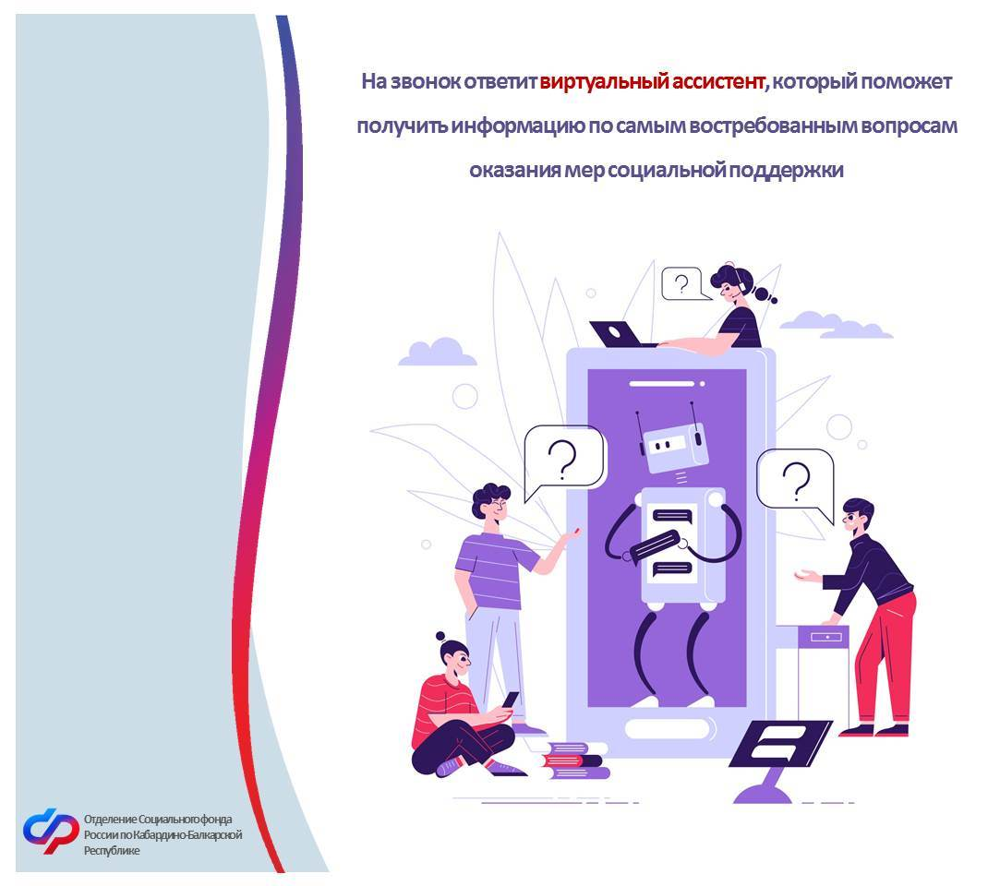 На звонок ответит виртуальный ассистент, который поможет
получить информацию по самым востребованным вопросам
оказания мер социальной поддержки
?
?
?
Отделение Социального фонда
России по Кабардино-Балкарской
Республике